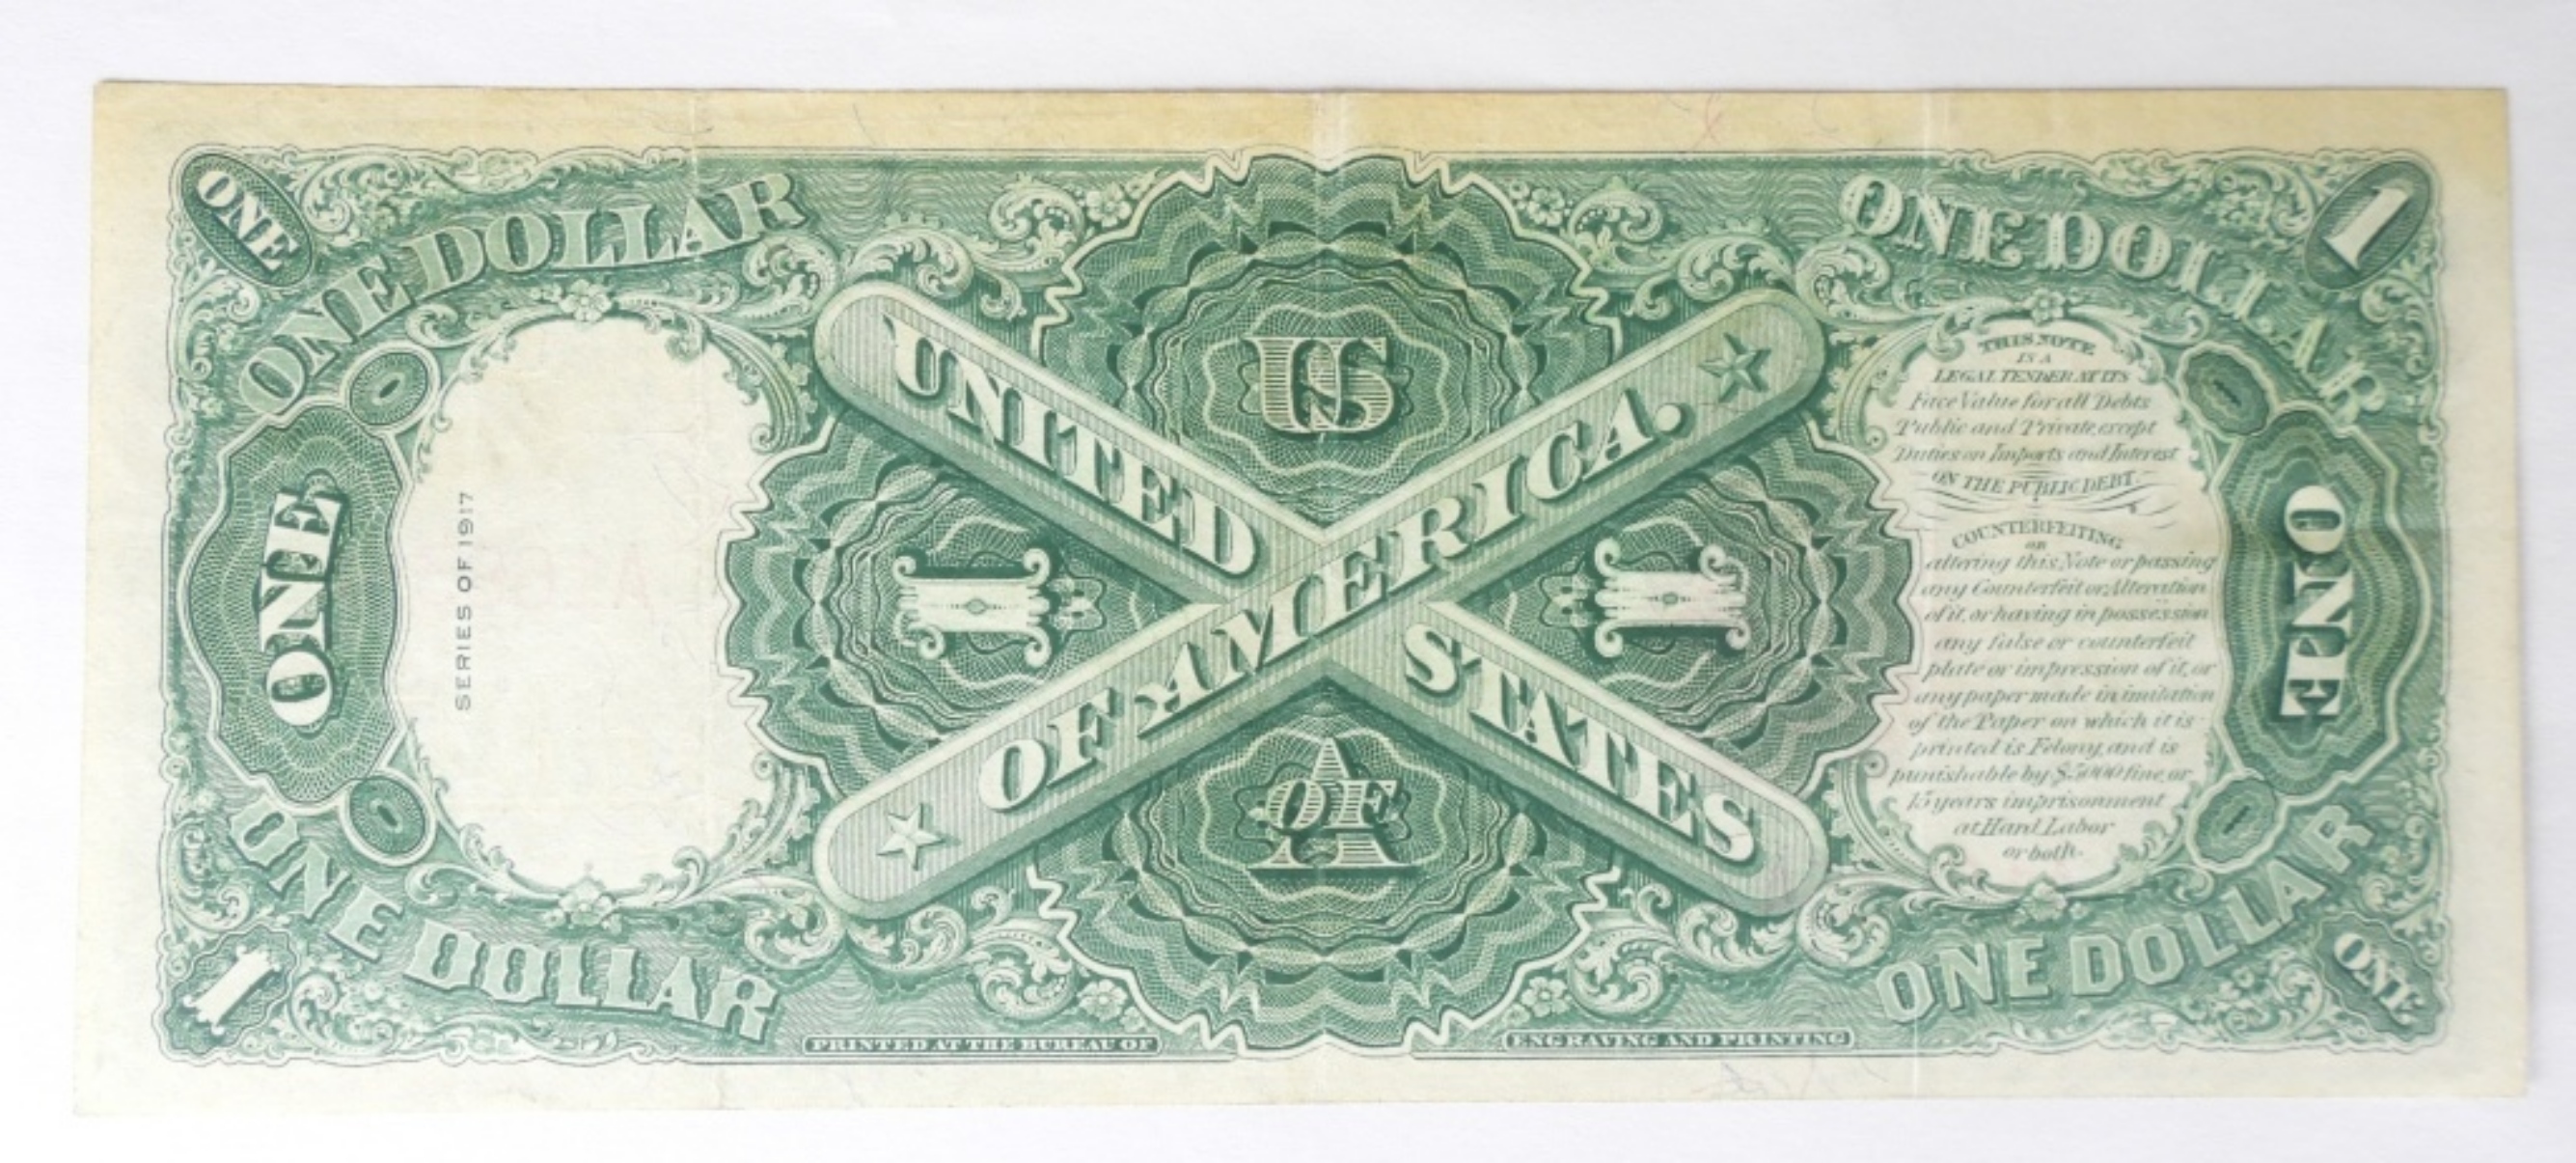 ONE
ONE DOLLAR
ONE DOLLAR
1
US
UNITED
STATES
OF AMERICA.
ONE
SERIES OF 1917
1
1
THIS NOTE
IS A
LEGAL TENDER AT ITS
Face Value for all Debts
Public and Private, except
Duties on Imports and Interest
ON THE PUBLIC DEBT.
COUNTERFEITING
OR
altering this Note or passing
any Counterfeit or Alteration
of it, or having in possession
any false or counterfeit
plate or impression of it, or
any paper made in imitation
of the Paper on which it is
printed is Felony, and is
punishable by $5000 fine, or
15 years imprisonment
at Hard Labor
or both.
ONE
OF A
1
ONE DOLLAR
ONE DOLLAR
ONE
PRINTED AT THE BUREAU OF
ENGRAVING AND PRINTING